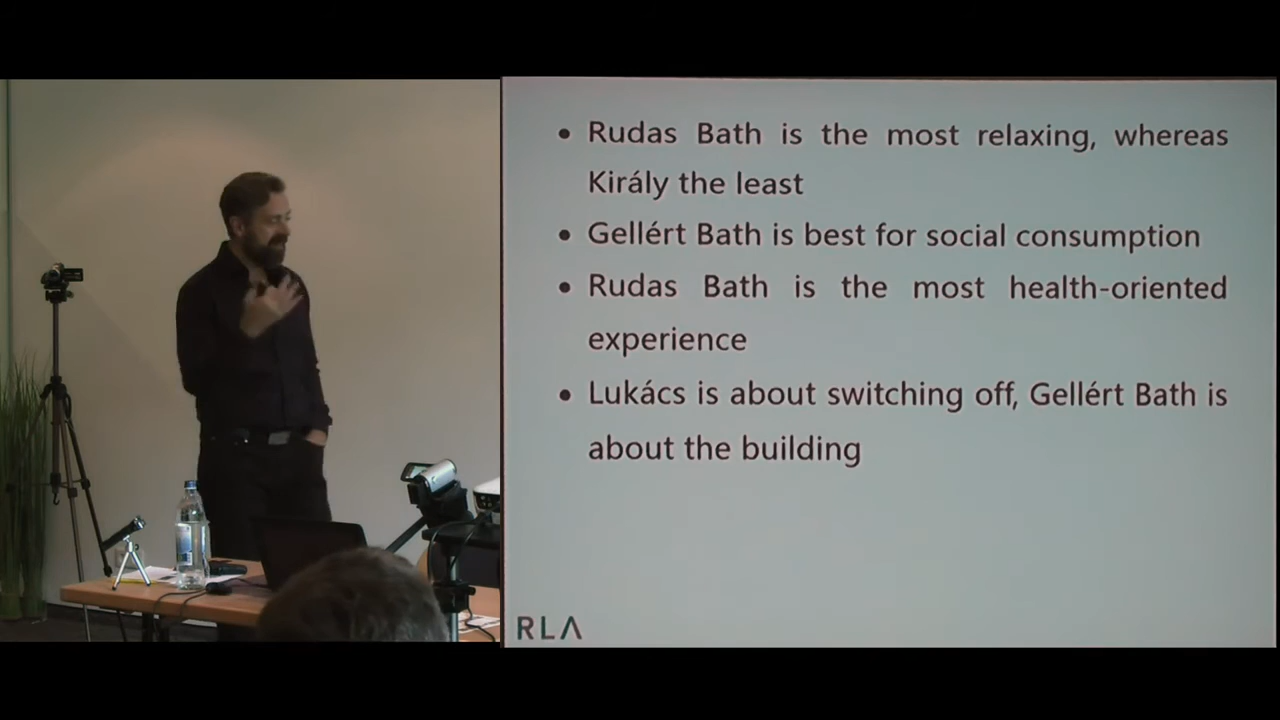 • Rudas Bath is the most relaxing, whereas
Király the least
• Gellért Bath is best for social consumption
• Rudas Bath is the most health-oriented
experience
• Lukács is about switching off, Gellért Bath is
about the building
RLA